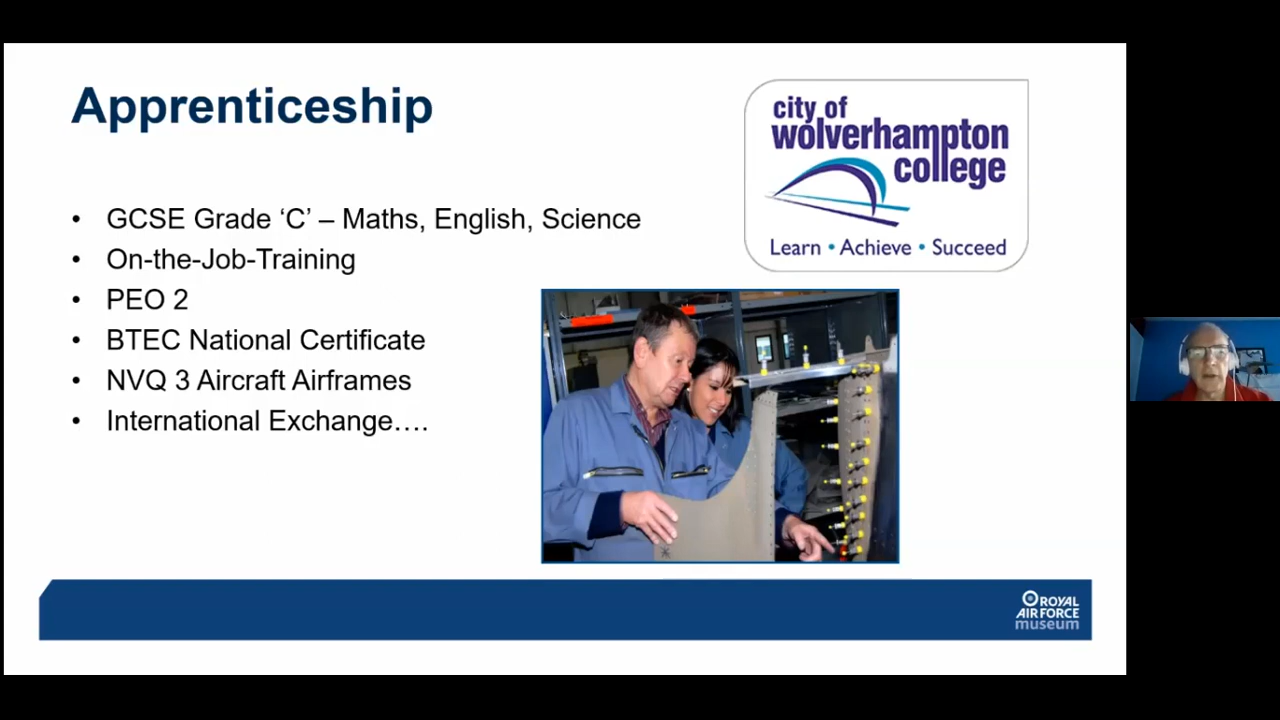 Apprenticeship
city of
wolverhampton
college
Learn • Achieve • Succeed
• GCSE Grade ‘C’ – Maths, English, Science
• On-the-Job-Training
• PEO 2
• BTEC National Certificate
• NVQ 3 Aircraft Airframes
• International Exchange….
ROYAL
AIR FORCE
museum